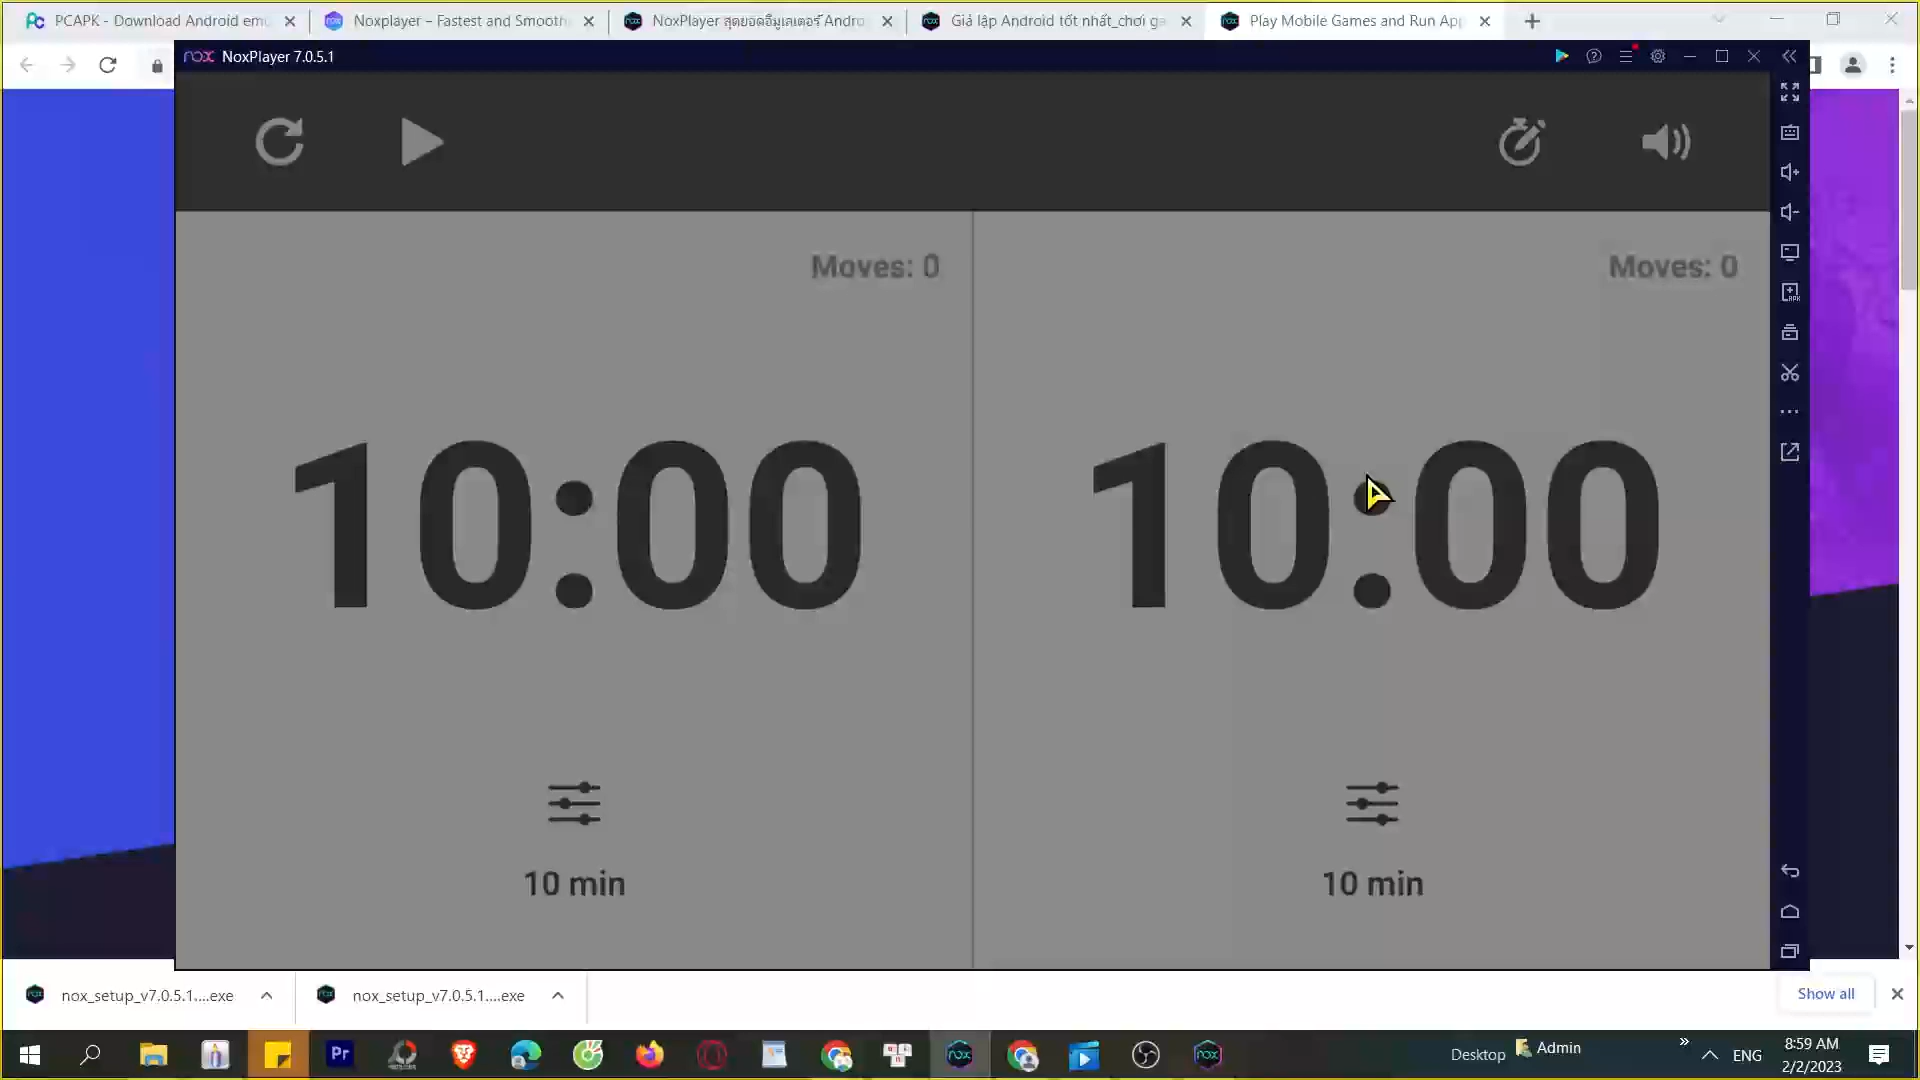 PCAPK - Download Android emu
Noxplayer – Fastest and Smooth
NoxPlayer สุดยอดอีมูเลเตอร์ Andro
Giả lập Android tốt nhất_chơi ga
Play Mobile Games and Run App
nox NoxPlayer 7.0.5.1
Moves: 0
Moves: 0
10:00
10:00
10 min
10 min
nox_setup_v7.0.5.1....exe
nox_setup_v7.0.5.1....exe
Show all
Desktop
Admin
ENG
8:59 AM
2/2/2023